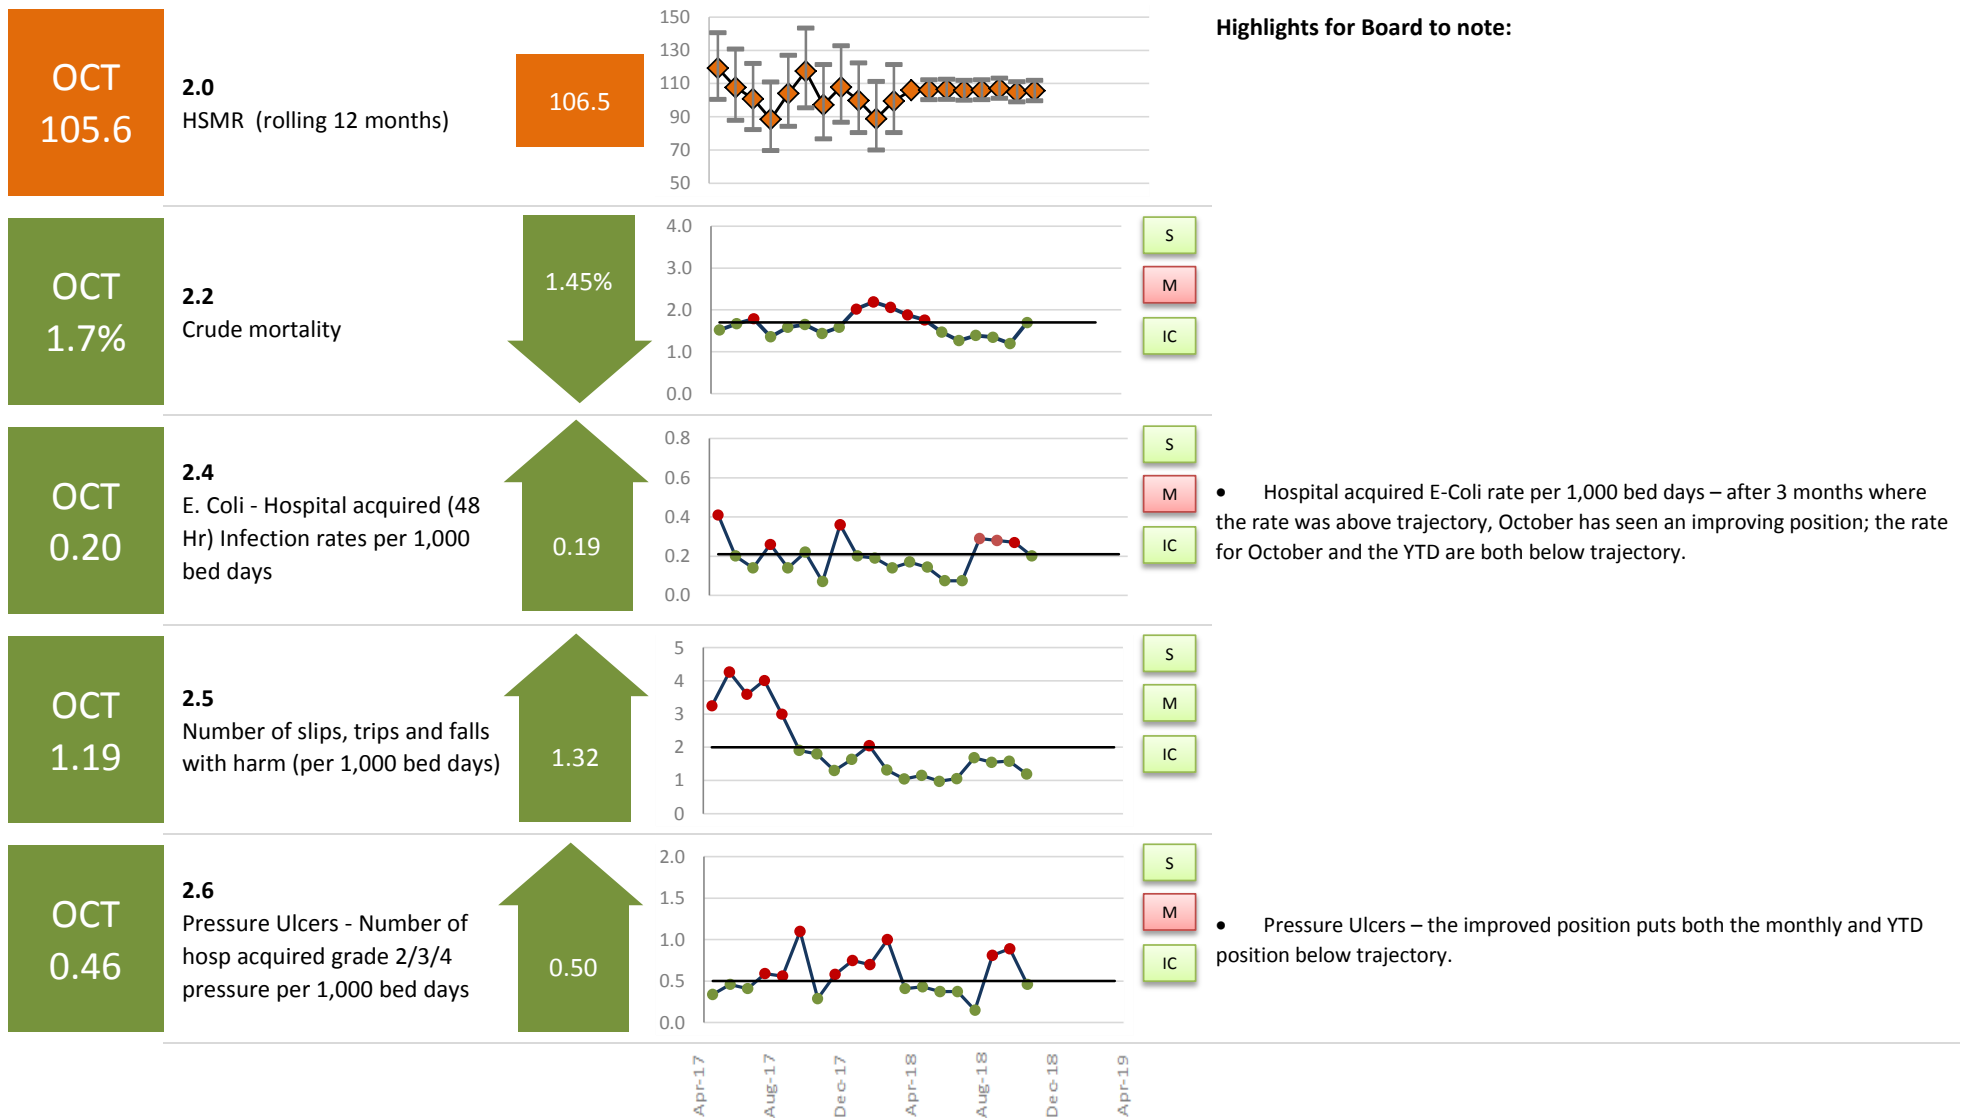 Highlights for Board to note:
OCT
105.6
2.0
HSMR (rolling 12 months)
106.5
150
130
110
90
70
50
OCT
1.7%
2.2
Crude mortality
1.45%
4.0
3.0
2.0
1.0
0.0
S
M
IC
OCT
0.20
2.4
E. Coli - Hospital acquired (48
Hr) Infection rates per 1,000
bed days
0.19
0.8
0.6
0.4
0.2
0.0
S
M
IC
• Hospital acquired E-Coli rate per 1,000 bed days – after 3 months where
the rate was above trajectory, October has seen an improving position; the rate
for October and the YTD are both below trajectory.
OCT
1.19
2.5
Number of slips, trips and falls
with harm (per 1,000 bed days)
1.32
5
4
3
2
1
0
S
M
IC
OCT
0.46
2.6
Pressure Ulcers - Number of
hosp acquired grade 2/3/4
pressure per 1,000 bed days
0.50
2.0
1.5
1.0
0.5
0.0
S
M
IC
• Pressure Ulcers – the improved position puts both the monthly and YTD
position below trajectory.
Apr-17
Aug-17
Dec-17
Apr-18
Aug-18
Dec-18
Apr-19